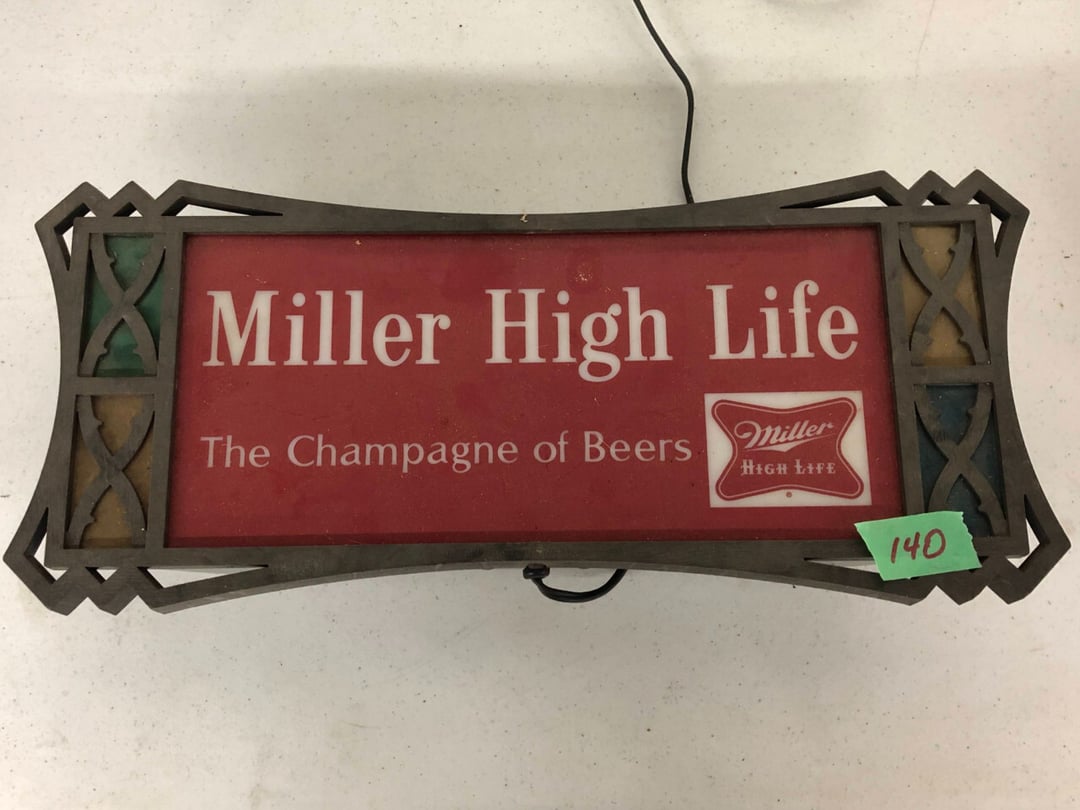 Miller High Life
The Champagne of Beers
Miller
HIGH LIFE
140